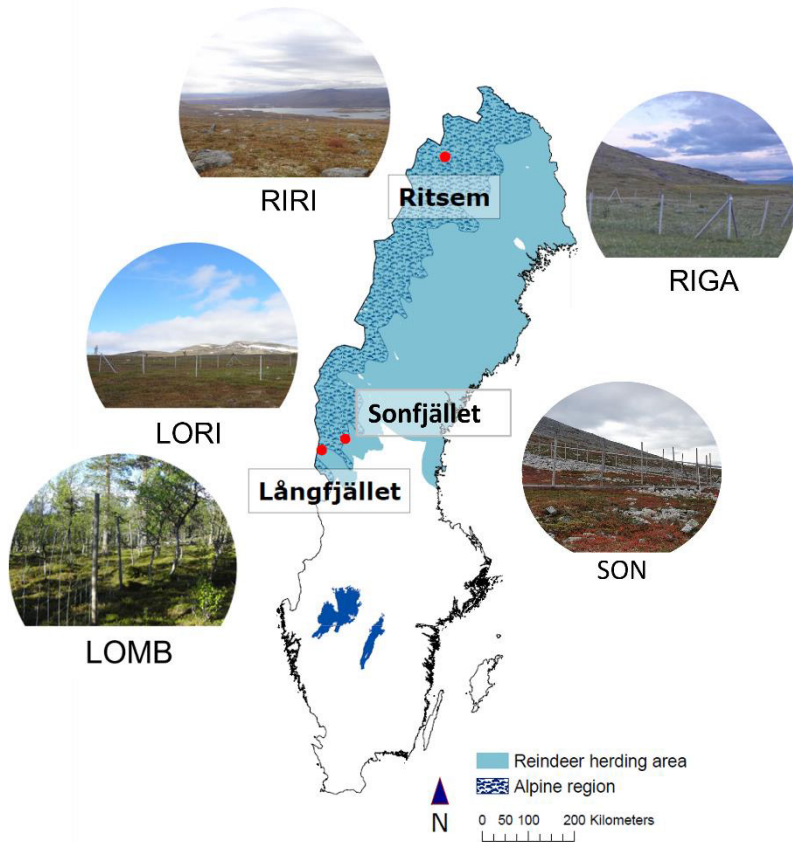 RIRI
Ritsem
RIGA
LORI
Sonfjället
Långfjället
SON
LOMB
Reindeer herding area
Alpine region
N
0 50 100 200 Kilometers